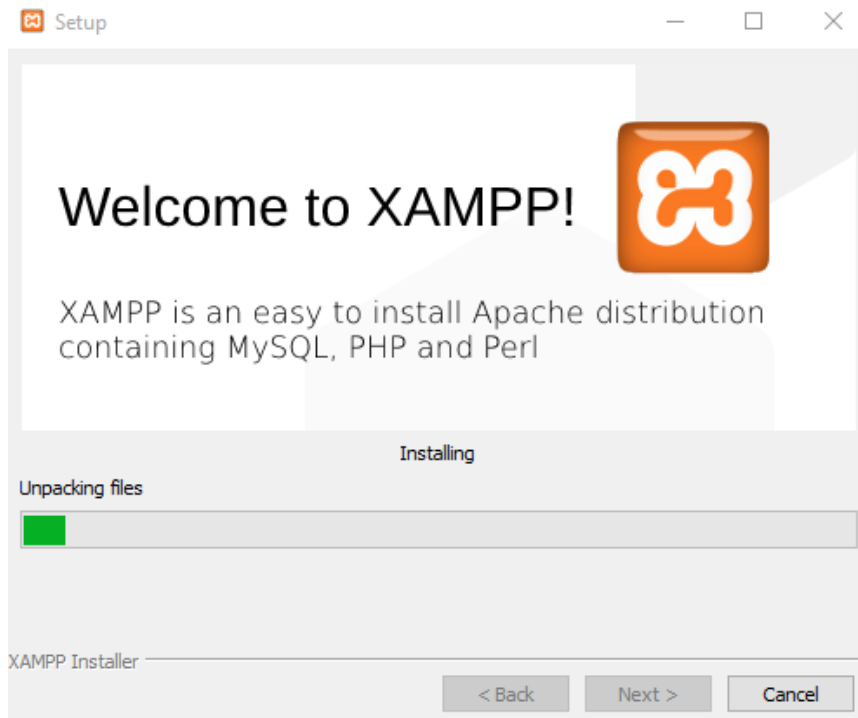 Setup
Welcome to XAMPP!
XAMPP is an easy to install Apache distribution
containing MySQL, PHP and Perl
Installing
Unpacking files
XAMPP Installer
< Back
Next >
Cancel